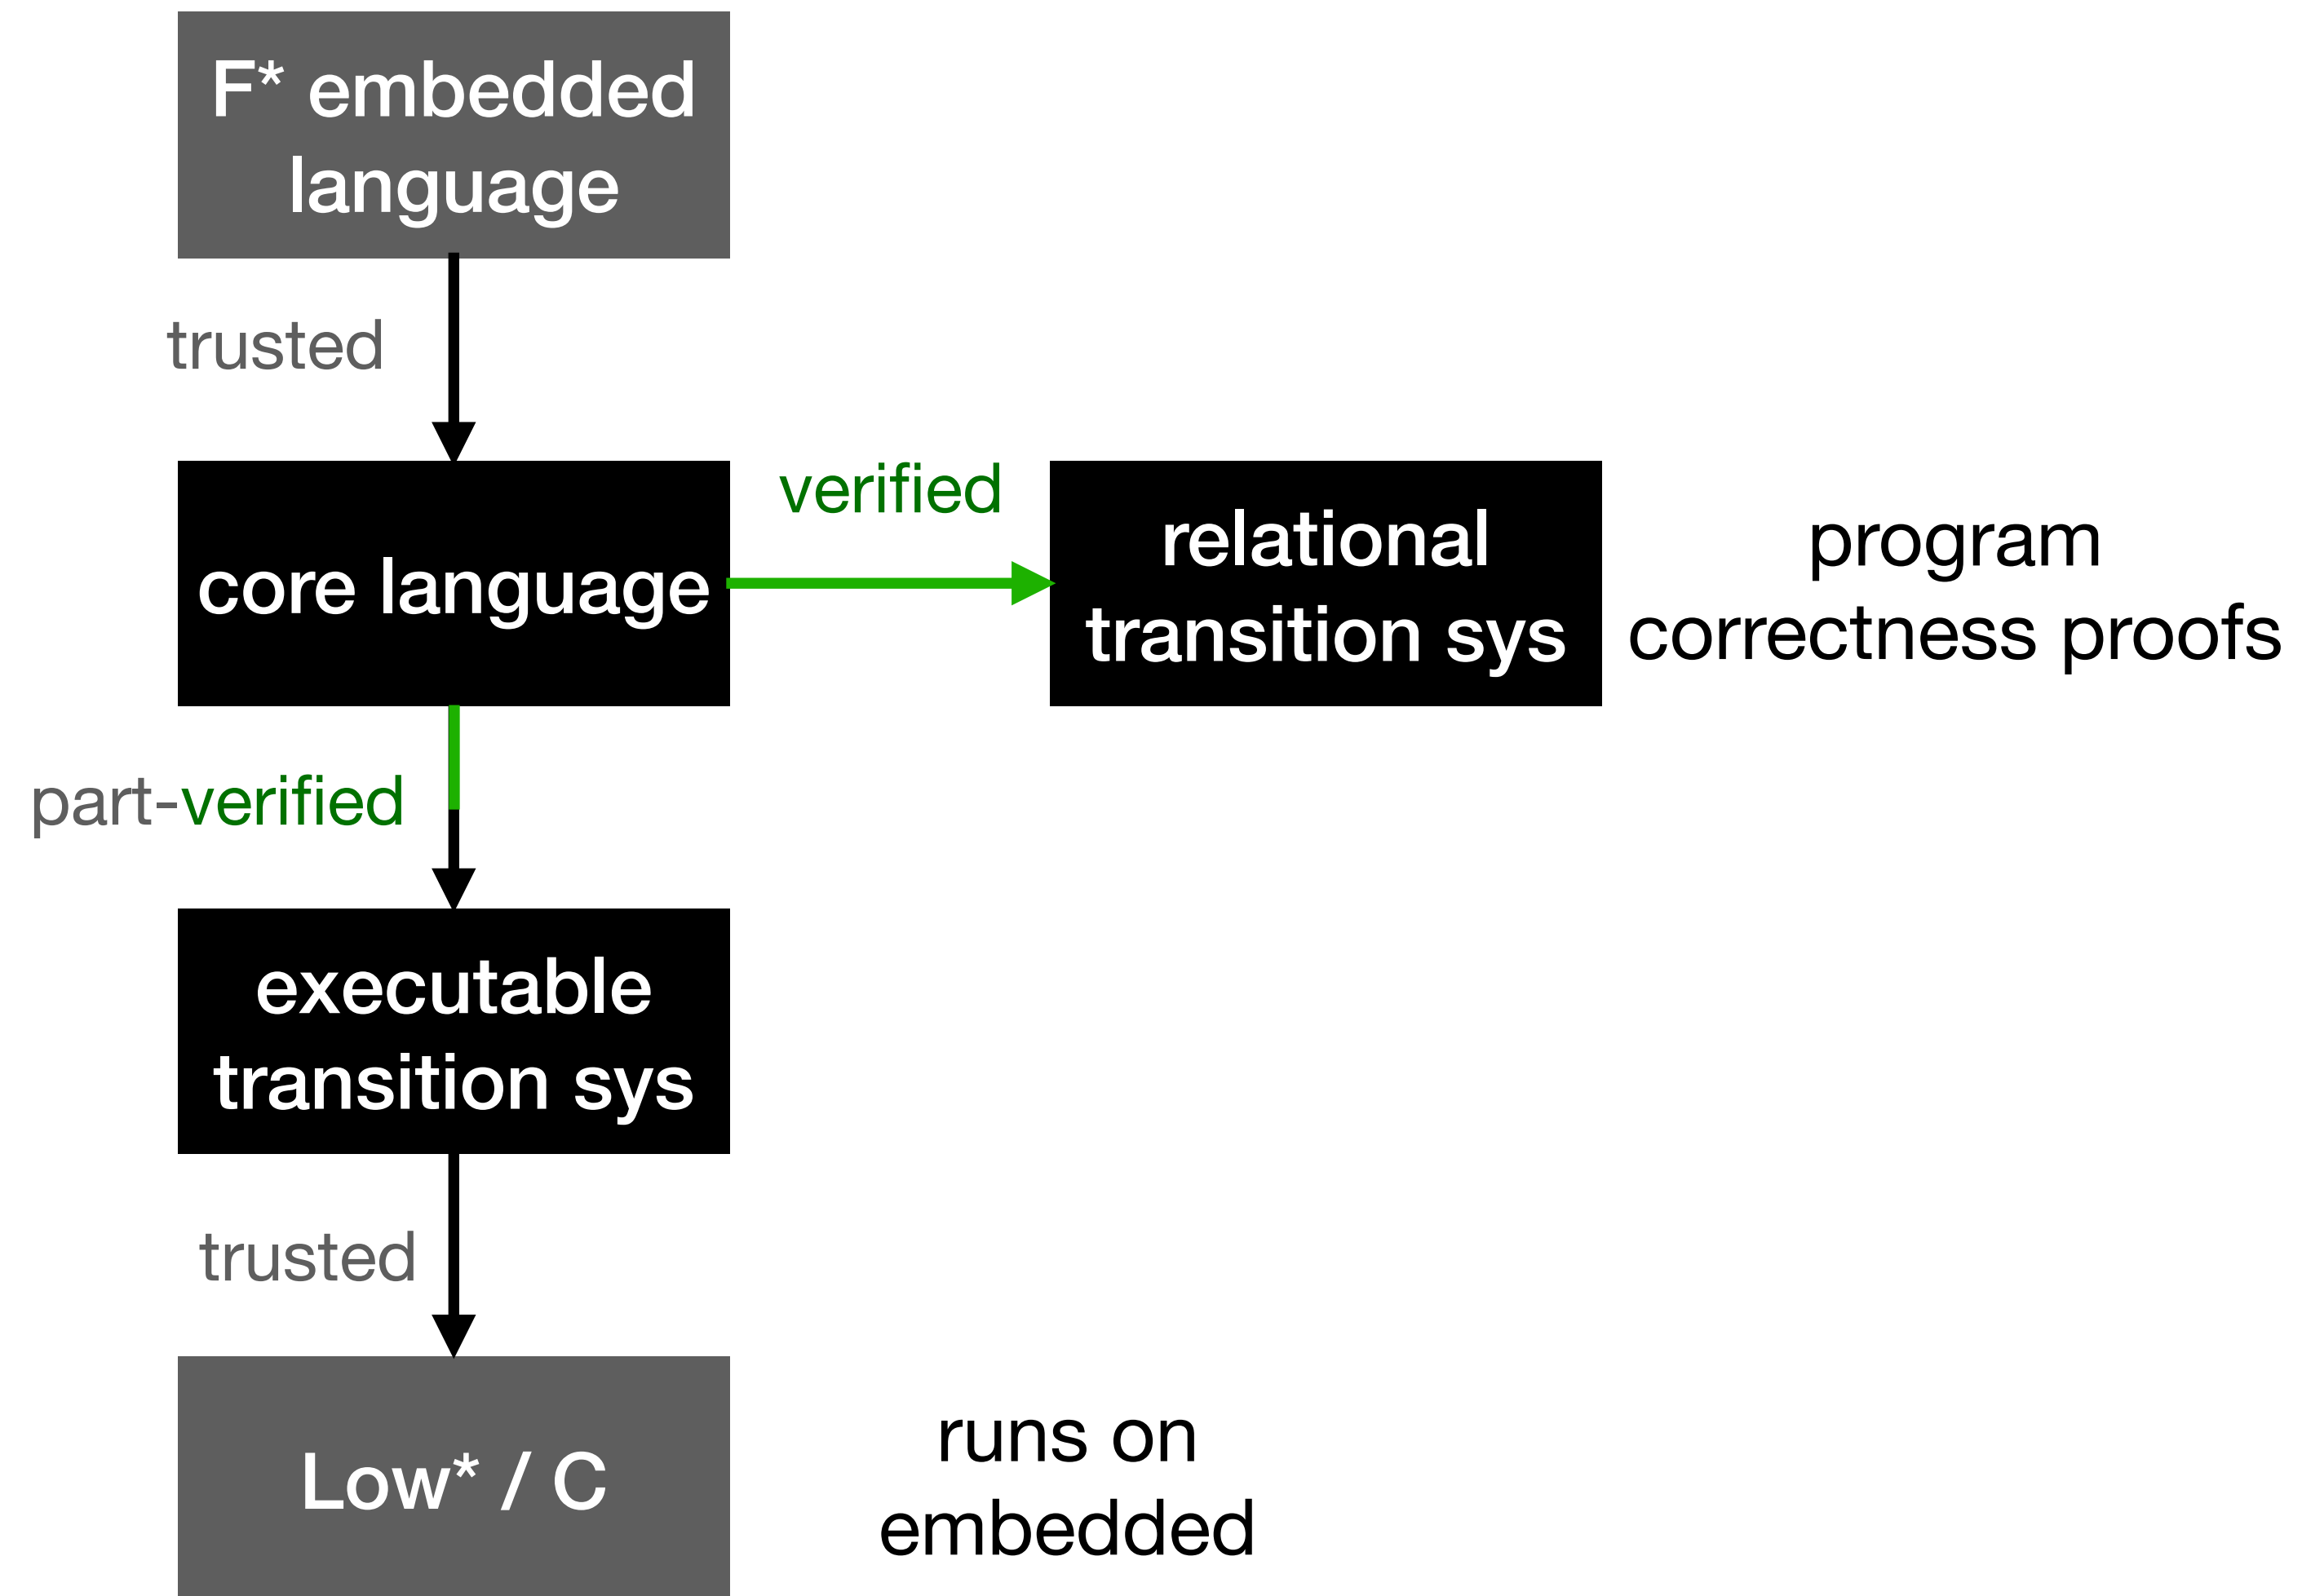 F* embedded
language
trusted
core language
verified
relational
transition sys
program
correctness proofs
part-verified
executable
transition sys
trusted
Low* / C
runs on
embedded